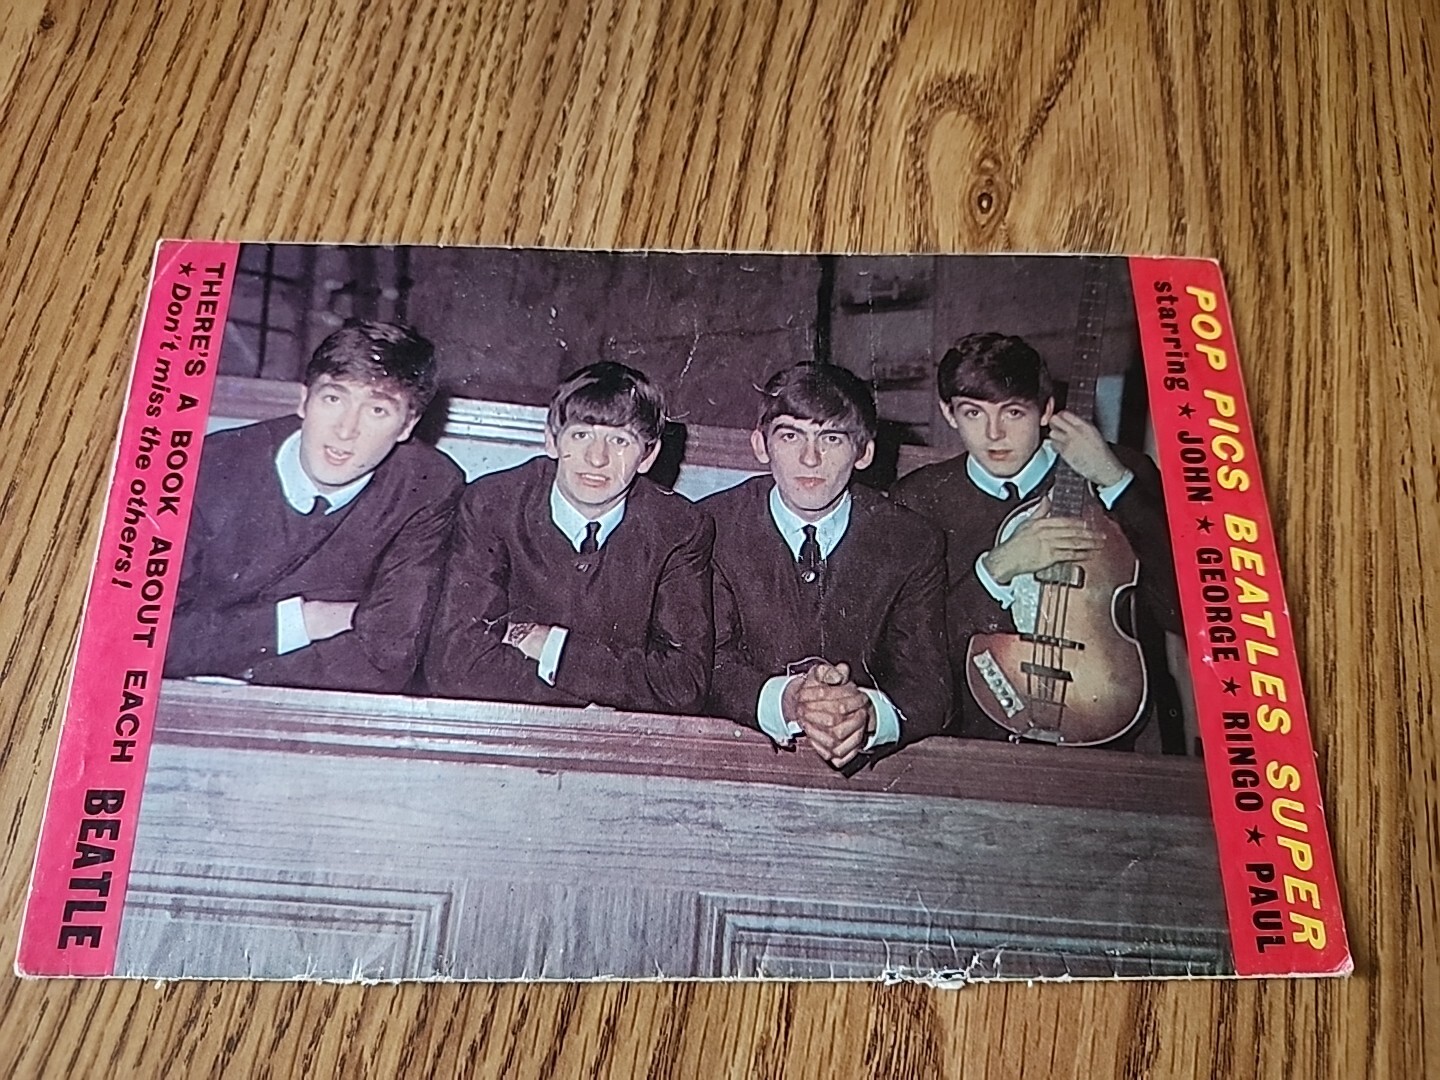 THERE'S A BOOK ABOUT EACH BEATLE
★ Don't miss the others!
POP PICS BEATLES SUPER
starring ★ JOHN ★ GEORGE ★ RINGO ★ PAUL